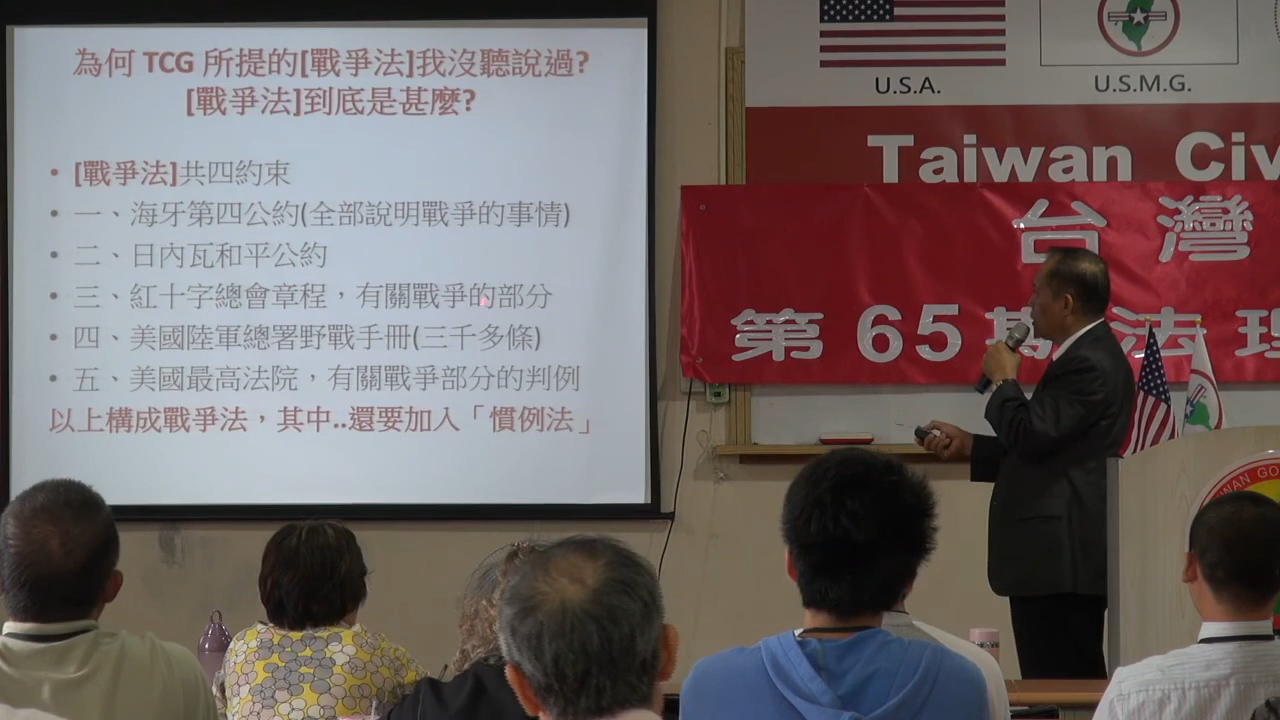 為何 TCG 所提的[戰爭法]我沒聽說過?
[戰爭法]到底是甚麼?
• [戰爭法]共四約束
• 一、海牙第四公約(全部說明戰爭的事情)
• 二、日內瓦和平公約
• 三、紅十字總會章程，有關戰爭的部分
• 四、美國陸軍總署野戰手冊(三千多條)
• 五、美國最高法院，有關戰爭部分的判例
以上構成戰爭法，其中..還要加入「慣例法」
U.S.A.
U.S.M.G.
Taiwan Civ
台灣
第65期法理
WAN GO